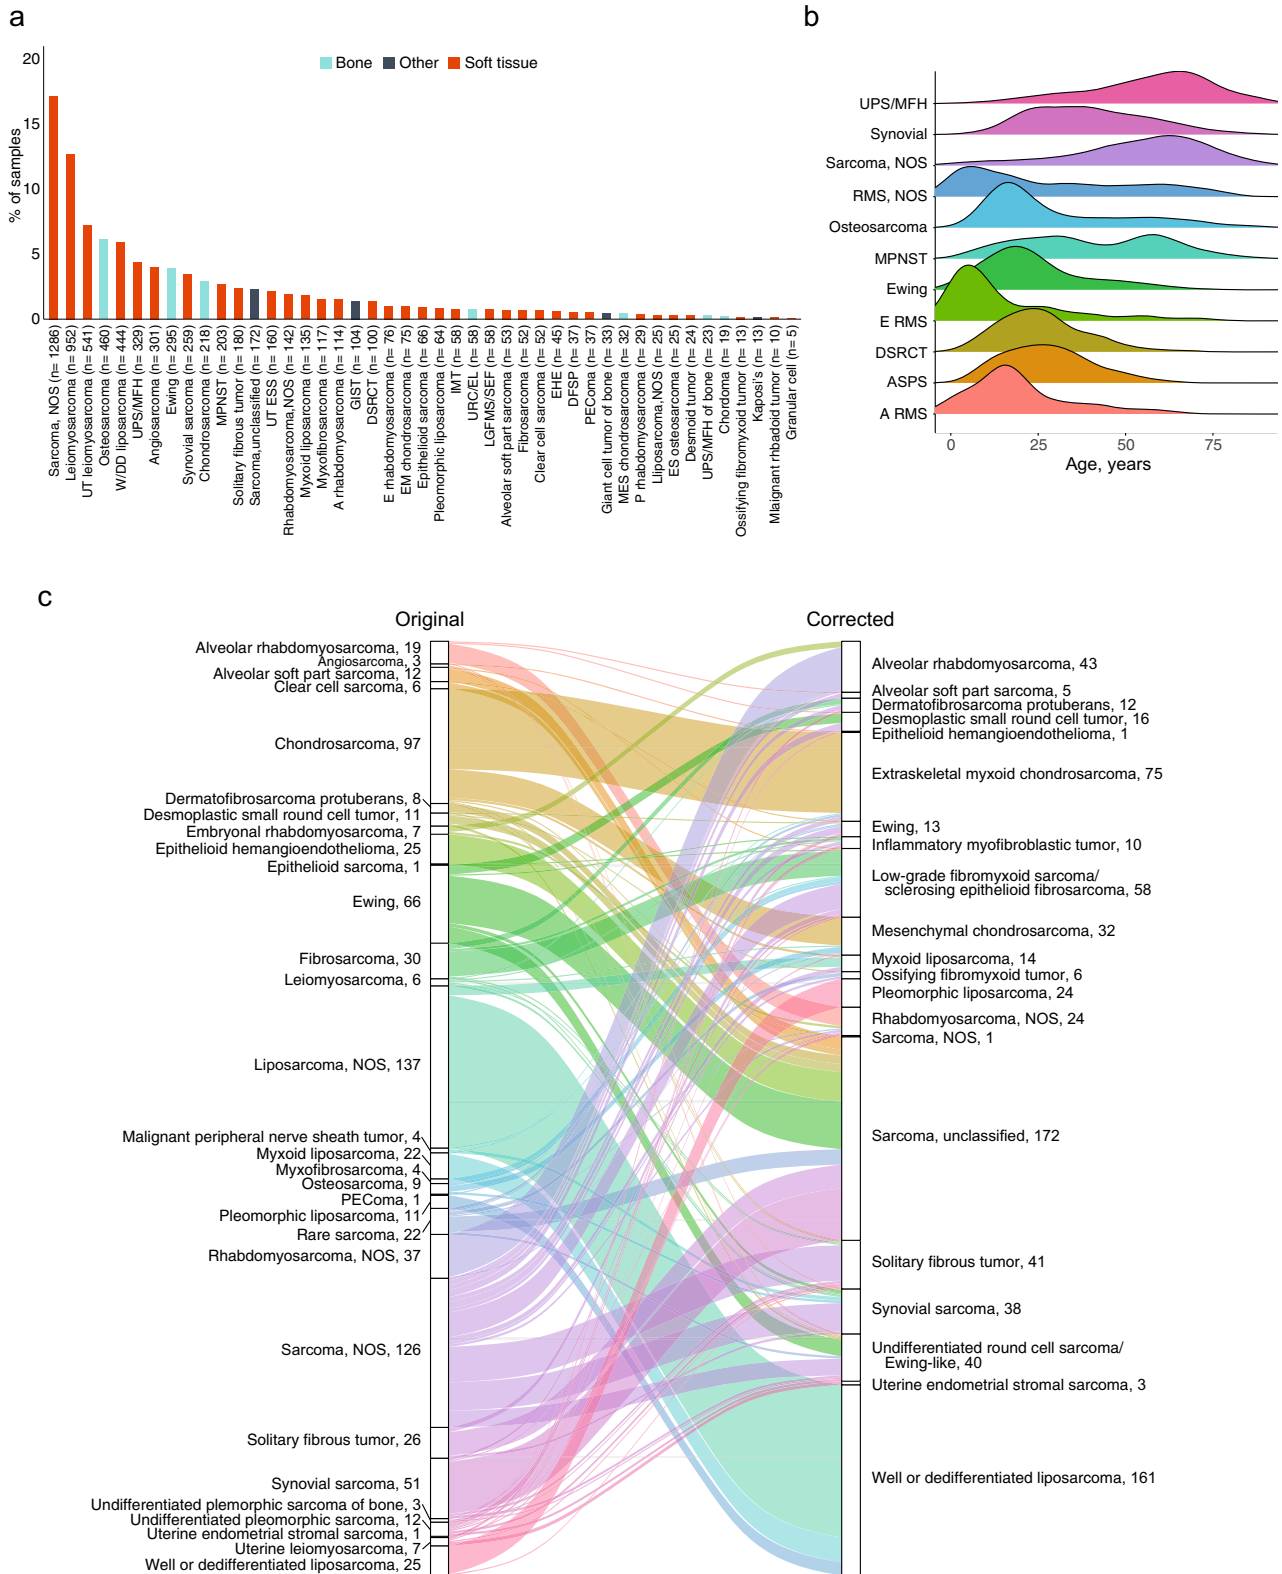 a
20
15
10
5
0
% of samples
Bone
Other
Soft tissue
Sarcoma, NOS (n= 1286)
Leiomyosarcoma (n= 952)
UT leiomyosarcoma (n= 541)
Osteosarcoma (n= 460)
W/DD liposarcoma (n= 444)
UPS/MFH (n= 329)
Angiosarcoma (n= 301)
Ewing (n= 295)
Synovial sarcoma (n= 259)
Chondrosarcoma (n= 218)
MPNST (n= 203)
Solitary fibrous tumor (n= 180)
Sarcoma,unclassified (n= 172)
UT ESS (n= 160)
Rhabdomyosarcoma,NOS (n= 142)
Myxoid liposarcoma (n= 135)
Myxofibrosarcoma (n= 117)
A rhabdomyosarcoma (n= 114)
GIST (n= 104)
DSRCT (n= 100)
E rhabdomyosarcoma (n= 76)
EM chondrosarcoma (n= 75)
Epithelioid sarcoma (n= 66)
Pleomorphic liposarcoma (n= 64)
IMT (n= 58)
URC/EL (n= 58)
LGFMS/SEF (n= 58)
Alveolar soft part sarcoma (n= 53)
Fibrosarcoma (n= 52)
Clear cell sarcoma (n= 52)
EHE (n= 45)
DFSP (n= 37)
PEComa (n= 37)
Giant cell tumor of bone (n= 33)
MES chondrosarcoma (n= 32)
P rhabdomyosarcoma (n= 29)
Liposarcoma,NOS (n= 25)
ES osteosarcoma (n= 25)
Desmoid tumor (n= 24)
UPS/MFH of bone (n= 23)
Chordoma (n= 19)
Ossifying fibromyxoid tumor (n= 13)
Kaposi's (n= 13)
Mlaignant rhabdoid tumor (n= 10)
Granular cell (n= 5)
b
UPS/MFH
Synovial
Sarcoma, NOS
RMS, NOS
Osteosarcoma
MPNST
Ewing
E RMS
DSRCT
ASPS
A RMS
0
25
50
75
Age, years
c
Original
Alveolar rhabdomyosarcoma, 19
Angiosarcoma, 3
Alveolar soft part sarcoma, 12
Clear cell sarcoma, 6
Chondrosarcoma, 97
Dermatofibrosarcoma protuberans, 8
Desmoplastic small round cell tumor, 11
Embryonal rhabdomyosarcoma, 7
Epithelioid hemangioendothelioma, 25
Epithelioid sarcoma, 1
Ewing, 66
Fibrosarcoma, 30
Leiomyosarcoma, 6
Liposarcoma, NOS, 137
Malignant peripheral nerve sheath tumor, 4
Myxoid liposarcoma, 22
Myxofibrosarcoma, 4
Osteosarcoma, 9
PEComa, 1
Pleomorphic liposarcoma, 11
Rare sarcoma, 22
Rhabdomyosarcoma, NOS, 37
Sarcoma, NOS, 126
Solitary fibrous tumor, 26
Synovial sarcoma, 51
Undifferentiated plemorphic sarcoma of bone, 3
Undifferentiated pleomorphic sarcoma, 12
Uterine endometrial stromal sarcoma, 1
Uterine leiomyosarcoma, 7
Well or dedifferentiated liposarcoma, 25
Corrected
Alveolar rhabdomyosarcoma, 43
Alveolar soft part sarcoma, 5
Dermatofibrosarcoma protuberans, 12
Desmoplastic small round cell tumor, 16
Epithelioid hemangioendothelioma, 1
Extraskeletal myxoid chondrosarcoma, 75
Ewing, 13
Inflammatory myofibroblastic tumor, 10
Low-grade fibromyxoid sarcoma/
sclerosing epithelioid fibrosarcoma, 58
Mesenchymal chondrosarcoma, 32
Myxoid liposarcoma, 14
Ossifying fibromyxoid tumor, 6
Pleomorphic liposarcoma, 24
Rhabdomyosarcoma, NOS, 24
Sarcoma, NOS, 1
Sarcoma, unclassified, 172
Solitary fibrous tumor, 41
Synovial sarcoma, 38
Undifferentiated round cell sarcoma/
Ewing-like, 40
Uterine endometrial stromal sarcoma, 3
Well or dedifferentiated liposarcoma, 161